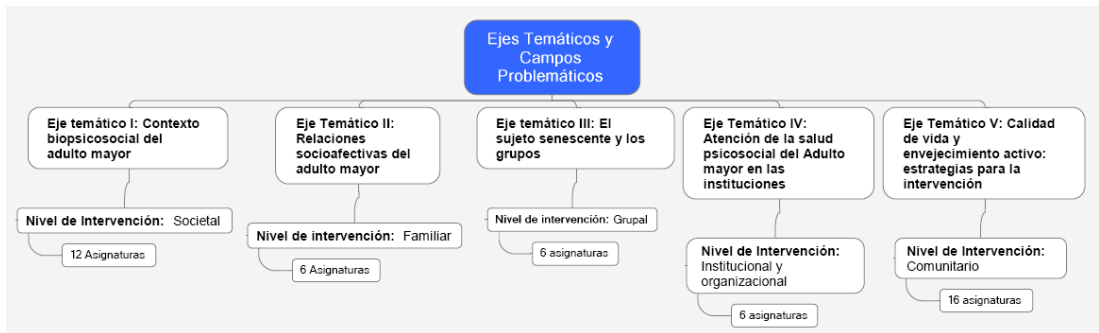 Ejes Temáticos y
Campos
Problemáticos
Eje temático I: Contexto
biopsicosocial del
adulto mayor
Nivel de Intervención: Societal
12 Asignaturas
Eje Temático II:
Relaciones
socioafectivas del
adulto mayor
Nivel de intervención: Familiar
6 Asignaturas
Eje temático III: El
sujeto senescente y los
grupos
Nivel de intervención: Grupal
6 asignaturas
Eje Temático IV:
Atención de la salud
psicosocial del Adulto
mayor en las
instituciones
Nivel de Intervención:
Institucional y
organizacional
6 asignaturas
Eje Temático V: Calidad
de vida y
envejecimiento activo:
estrategias para la
intervención
Nivel de Intervención:
Comunitario
16 asignaturas